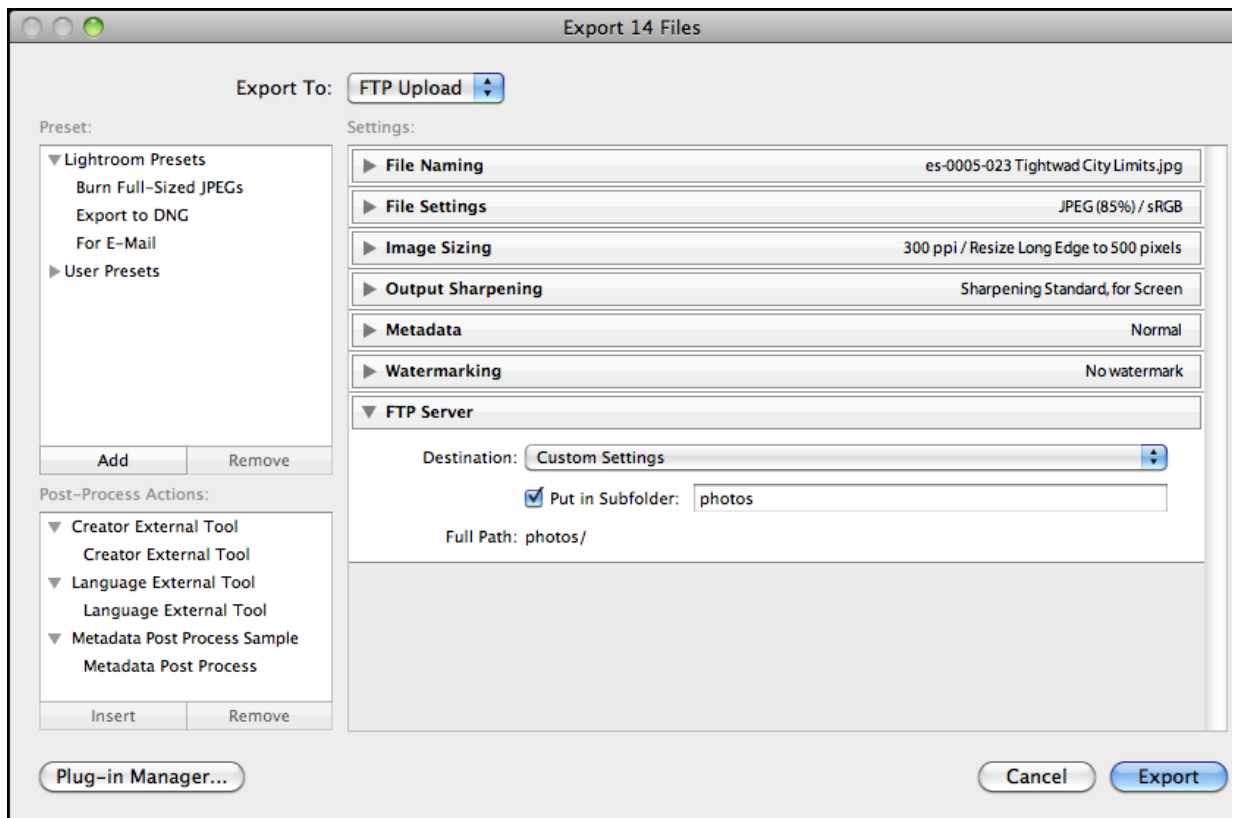 Export 14 Files
Export To: FTP Upload
Preset:
Lightroom Presets
Burn Full-Sized JPEGs
Export to DNG
For E-Mail
User Presets
Add Remove
Post-Process Actions:
Creator External Tool
Creator External Tool
Language External Tool
Language External Tool
Metadata Post Process Sample
Metadata Post Process
Insert Remove
Settings:
File Naming es-0005-023 Tightwad City Limits.jpg
File Settings JPEG (85%) / sRGB
Image Sizing 300 ppi / Resize Long Edge to 500 pixels
Output Sharpening Sharpening Standard, for Screen
Metadata Normal
Watermarking No watermark
FTP Server
Destination: Custom Settings
Put in Subfolder: photos
Full Path: photos/
Plug-in Manager... Cancel Export